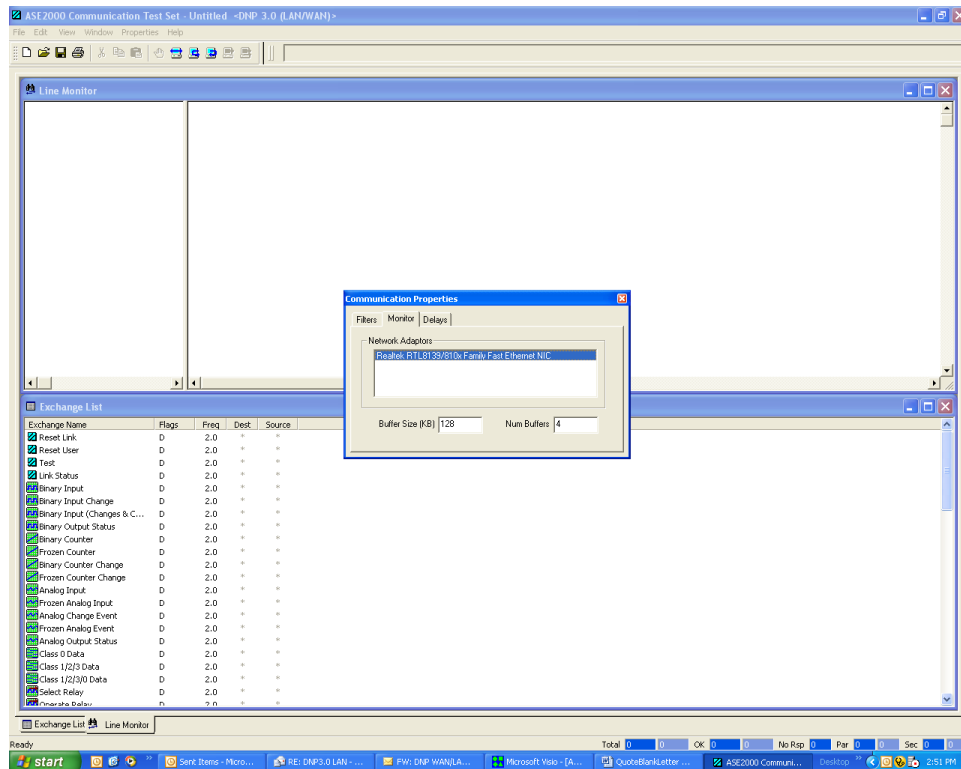 ASE2000 Communication Test Set - Untitled <DNP 3.0 (LAN/WAN)>
File Edit View Window Properties Help
Line Monitor
Communication Properties
Filters Monitor Delays
Network Adaptors
Realtek RTL8139/810x Family Fast Ethernet NIC
Buffer Size (KB) 128 Num Buffers 4
Exchange List
Exchange Name Flags Freq Dest Source
Reset Link D 2.0 * *
Reset User D 2.0 * *
Test D 2.0 * *
Link Status D 2.0 * *
Binary Input D 2.0 * *
Binary Input Change D 2.0 * *
Binary Input (Changes & C... D 2.0 * *
Binary Output Status D 2.0 * *
Binary Counter D 2.0 * *
Frozen Counter D 2.0 * *
Binary Counter Change D 2.0 * *
Frozen Counter Change D 2.0 * *
Analog Input D 2.0 * *
Frozen Analog Input D 2.0 * *
Analog Change Event D 2.0 * *
Frozen Analog Event D 2.0 * *
Analog Output Status D 2.0 * *
Class 0 Data D 2.0 * *
Class 1/2/3 Data D 2.0 * *
Class 1/2/3/0 Data D 2.0 * *
Select Relay D 2.0 * *
Operate Relay D 2.0 * *
Exchange List Line Monitor
Ready Total 0 0 OK 0 0 No Rsp 0 Par 0 0 Sec 0 0
start Sent Items - Micro... RE: DNP3.0 LAN - ... FW: DNP WAN/LA... Microsoft Visio - [A... QuoteBlankLetter ... ASE2000 Communi... Desktop 2:51 PM